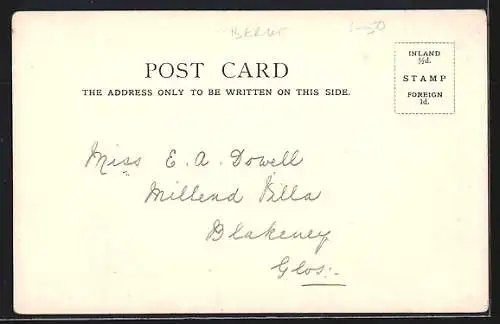 POST CARD
THE ADDRESS ONLY TO BE WRITTEN ON THIS SIDE.
INLAND
½d.
STAMP
FOREIGN
1d.
Miss E. A. Dowell
Millend Villa
Blakeney
Glos:-